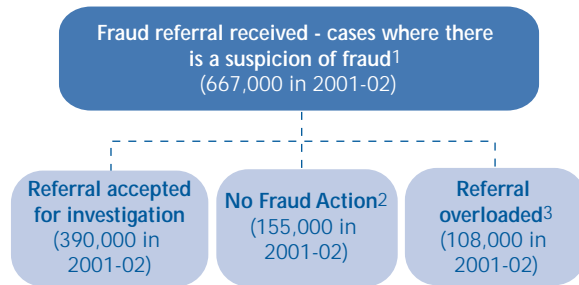 Fraud referral received - cases where there
is a suspicion of fraud1
(667,000 in 2001-02)
Referral accepted
for investigation
(390,000 in
2001-02)
No Fraud Action2
(155,000 in
2001-02)
Referral
overloaded3
(108,000 in
2001-02)